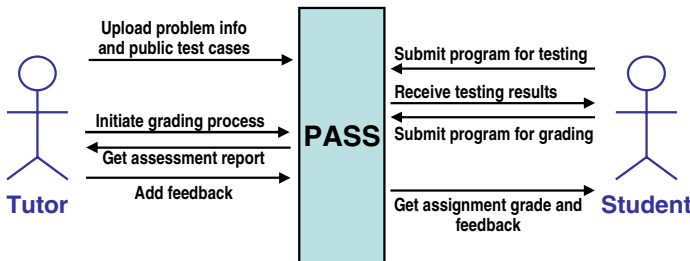 Upload problem info
and public test cases
Submit program for testing
Receive testing results
Initiate grading process
PASS
Submit program for grading
Get assessment report
Add feedback
Tutor
Get assignment grade and
feedback
Student